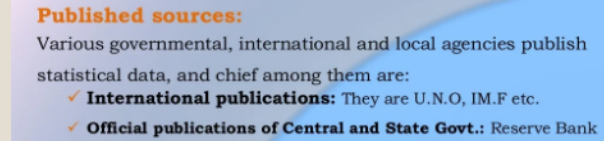 Published sources:
Various governmental, international and local agencies publish
statistical data, and chief among them are:
✓ International publications: They are U.N.O, IM.F etc.
✓ Official publications of Central and State Govt.: Reserve Bank